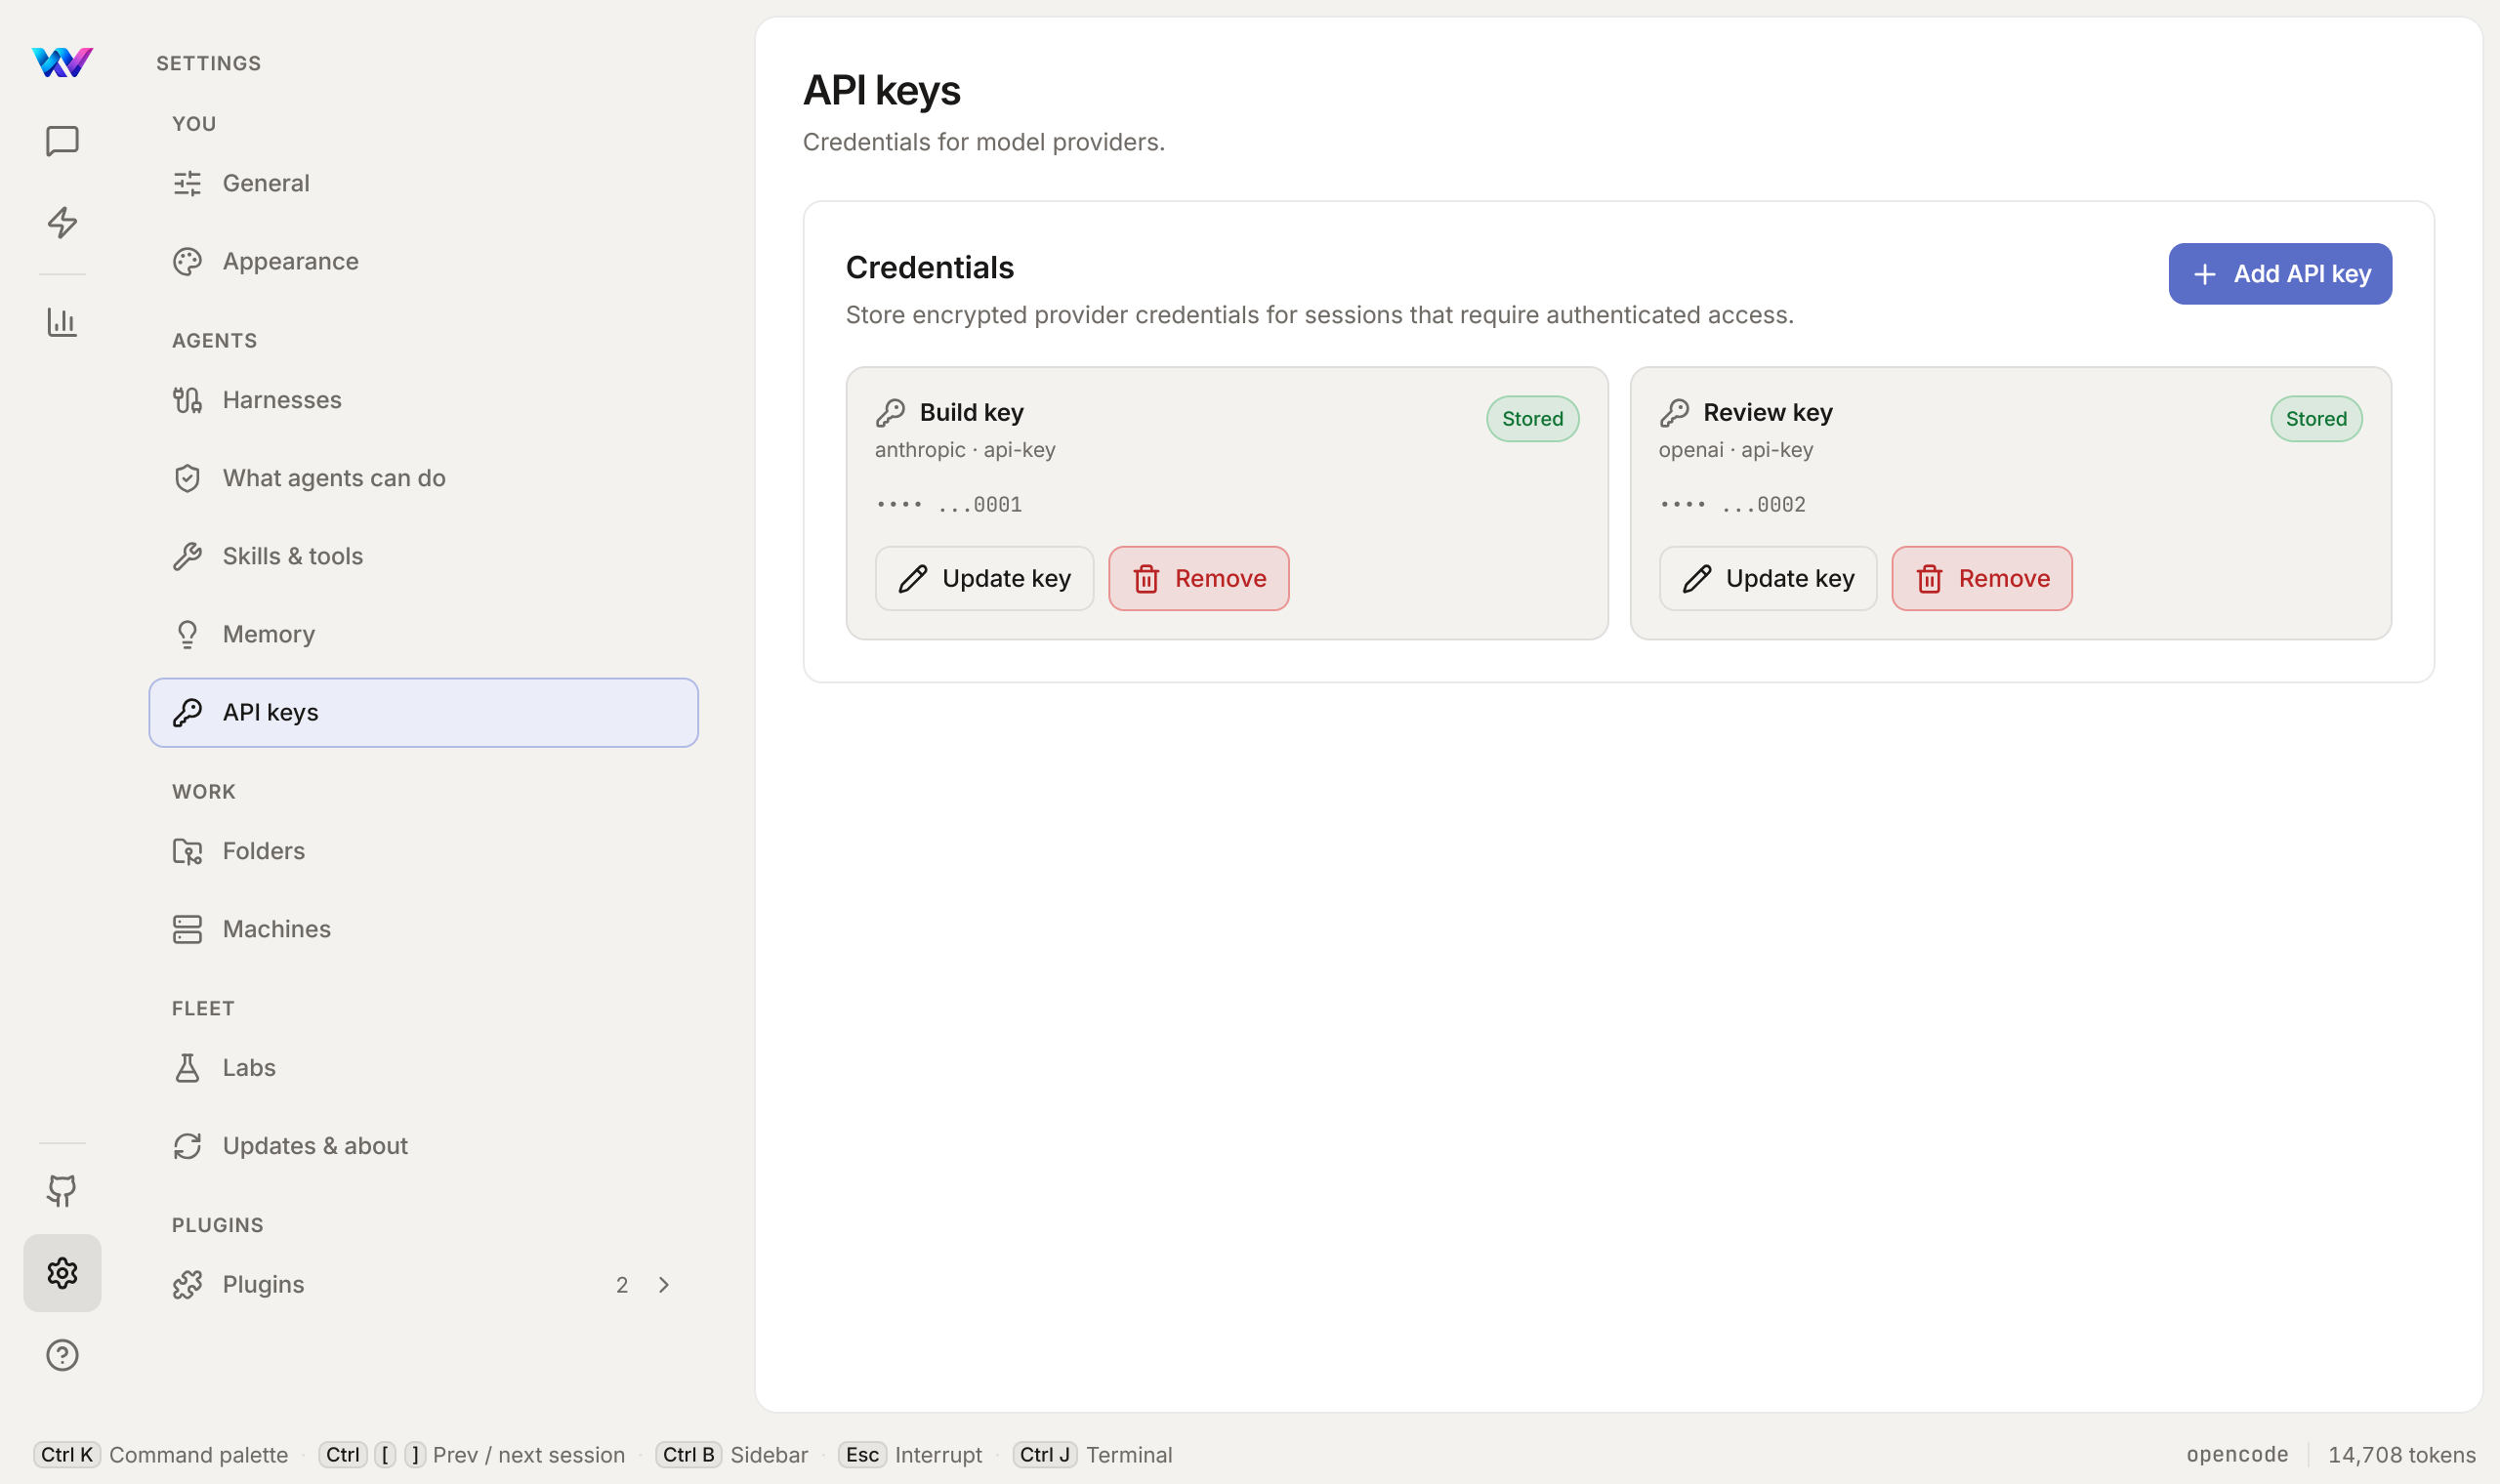 SETTINGS
YOU
General
Appearance
AGENTS
Harnesses
What agents can do
Skills & tools
Memory
API keys
WORK
Folders
Machines
FLEET
Labs
Updates & about
PLUGINS
Plugins 2
API keys
Credentials for model providers.
Credentials
Store encrypted provider credentials for sessions that require authenticated access.
Add API key
Build key
Stored
anthropic · api-key
•••• ...0001
Update key
Remove
Review key
Stored
openai · api-key
•••• ...0002
Update key
Remove
Ctrl K Command palette · Ctrl [ ] Prev / next session · Ctrl B Sidebar · Esc Interrupt · Ctrl J Terminal
opencode 14,708 tokens